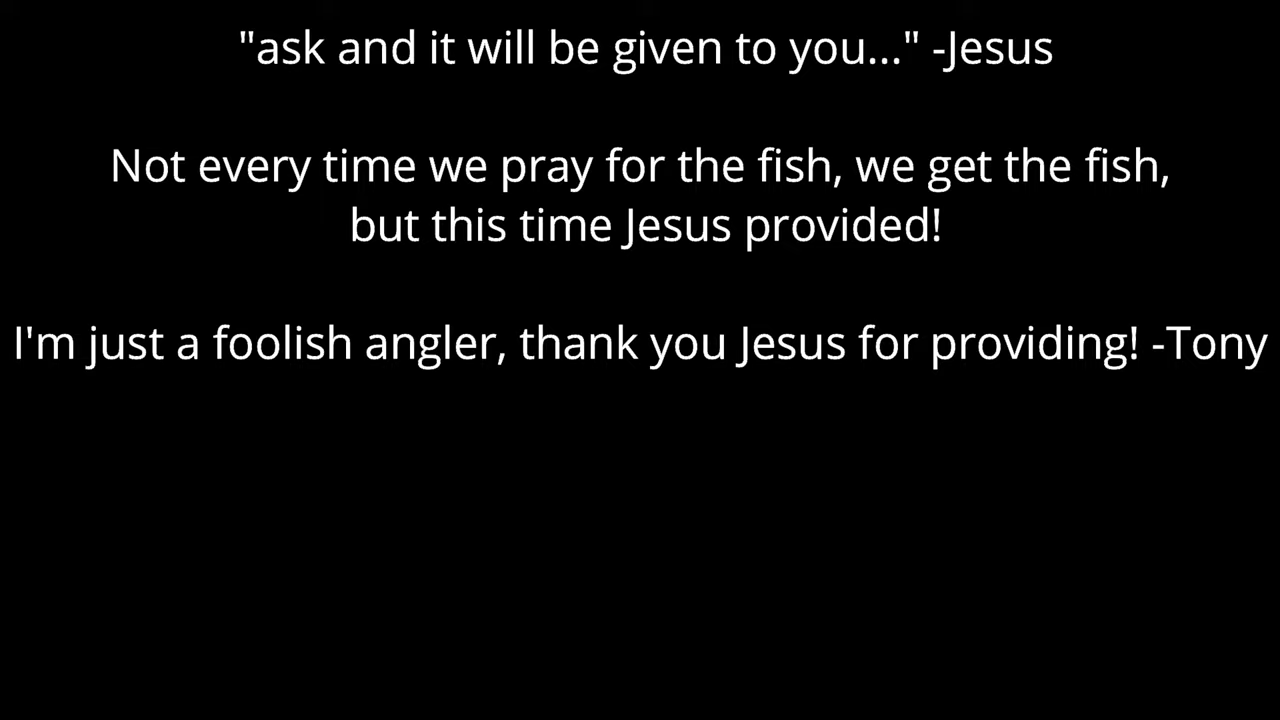 "ask and it will be given to you..." -Jesus
Not every time we pray for the fish, we get the fish,
but this time Jesus provided!
I'm just a foolish angler, thank you Jesus for providing! -Tony